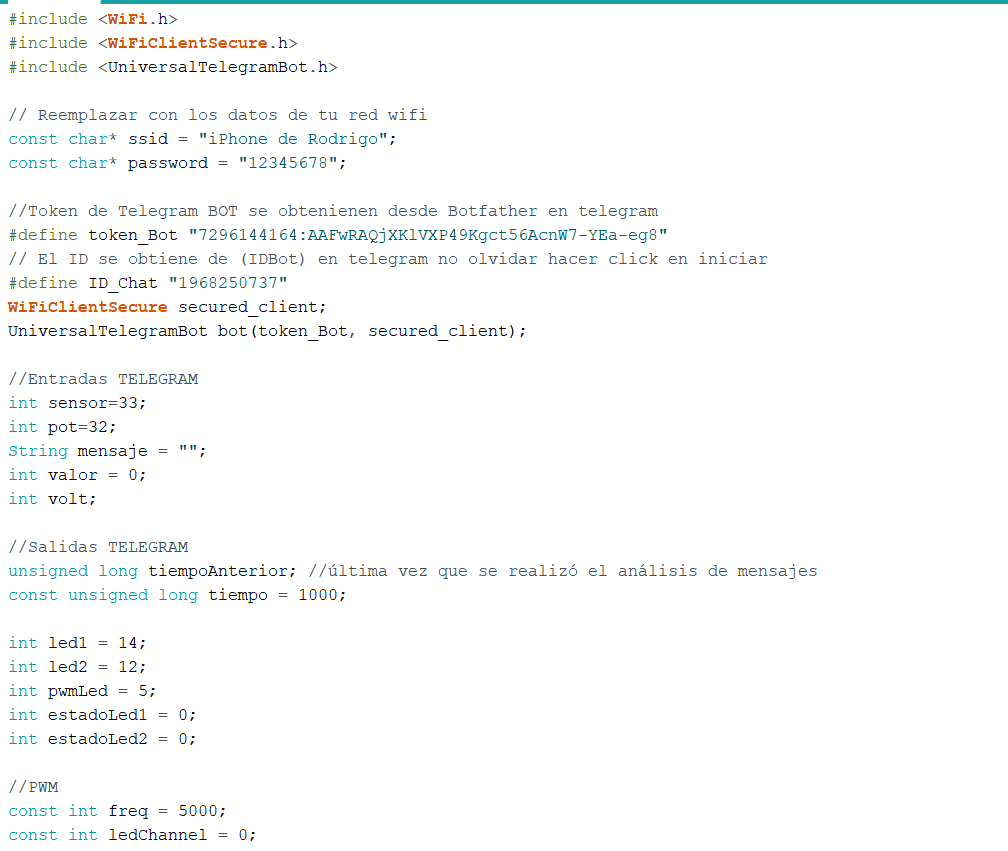 #include <WiFi.h>
#include <WiFiClientSecure.h>
#include <UniversalTelegramBot.h>
// Reemplazar con los datos de tu red wifi
const char* ssid = "iPhone de Rodrigo";
const char* password = "12345678";
//Token de Telegram BOT se obtenienen desde Botfather en telegram
#define token_Bot "7296144164:AAFwRAQjXKlVXP49Kgct56AcnW7-YEa-eg8"
// El ID se obtiene de (IDBot) en telegram no olvidar hacer click en iniciar
#define ID_Chat "1968250737"
WiFiClientSecure secured_client;
UniversalTelegramBot bot(token_Bot, secured_client);
//Entradas TELEGRAM
int sensor=33;
int pot=32;
String mensaje = "";
int valor = 0;
int volt;
//Salidas TELEGRAM
unsigned long tiempoAnterior; //última vez que se realizó el análisis de mensajes
const unsigned long tiempo = 1000;
int led1 = 14;
int led2 = 12;
int pwmLed = 5;
int estadoLed1 = 0;
int estadoLed2 = 0;
//PWM
const int freq = 5000;
const int ledChannel = 0;